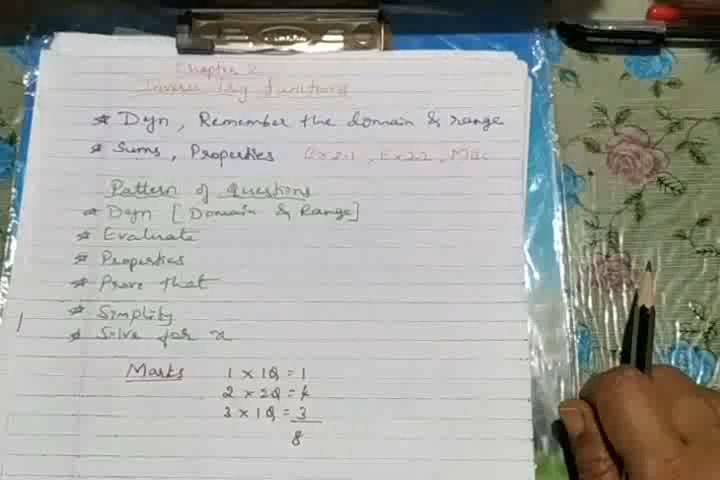 Chapter 2
Inverse Trig functions
* Defn, Remember the domain & range
* Sums, Properties Ex 2.1, Ex 2.2, Misc
Pattern of Questions
* Defn [Domain & Range]
* Evaluate
* Properties
* Prove that
* Simplify
* Solve for x
Marks 1 x 1Q = 1
2 x 2Q = 4
3 x 1Q = 3
8